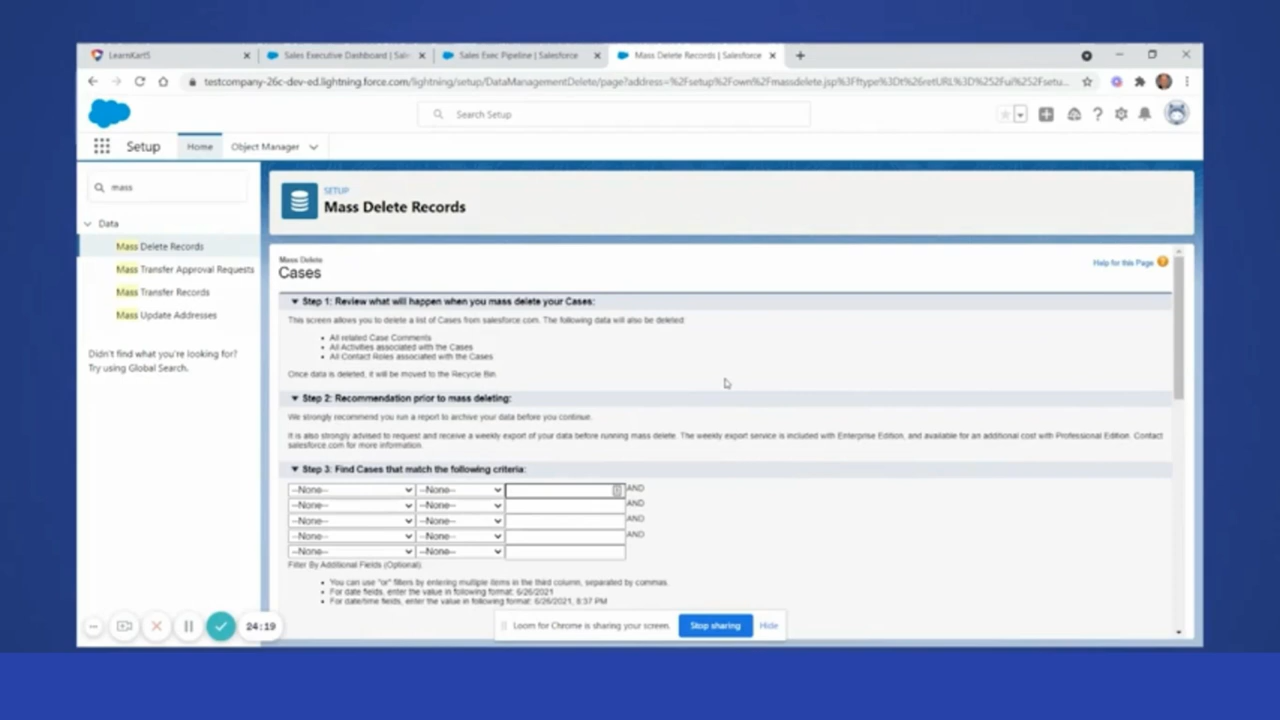 LearnKartS
Sales Executive Dashboard | Sale
Sales Exec Pipeline | Salesforce
Mass Delete Records | Salesforce
testcompany-26c-dev-ed.lightning.force.com/lightning/setup/DataManagementDelete/page?address=%2Fsetup%2Fown%2Fmassdelete.jsp%3Fftype%3Dt%26retURL%3D%252Fui%252Fsetu...
Search Setup
Setup
Home
Object Manager
mass
Data
Mass Delete Records
Mass Transfer Approval Requests
Mass Transfer Records
Mass Update Addresses
Didn't find what you're looking for?
Try using Global Search.
SETUP
Mass Delete Records
Mass Delete
Cases
Help for this Page
Step 1: Review what will happen when you mass delete your Cases:
This screen allows you to delete a list of Cases from salesforce.com. The following data will also be deleted:
• All related Case Comments
• All Activities associated with the Cases
• All Contact Roles associated with the Cases
Once data is deleted, it will be moved to the Recycle Bin.
Step 2: Recommendation prior to mass deleting:
We strongly recommend you run a report to archive your data before you continue.
It is also strongly advised to request and receive a weekly export of your data before running mass delete. The weekly export service is included with Enterprise Edition, and available for an additional cost with Professional Edition. Contact
salesforce.com for more information.
Step 3: Find Cases that match the following criteria:
--None-- --None-- AND
--None-- --None-- AND
--None-- --None-- AND
--None-- --None-- AND
--None-- --None--
Filter By Additional Fields (Optional):
• You can use "or" filters by entering multiple items in the third column, separated by commas.
• For date fields, enter the value in following format: 6/26/2021
• For date/time fields, enter the value in following format: 6/26/2021, 8:37 PM
24:19
Loom for Chrome is sharing your screen.
Stop sharing
Hide